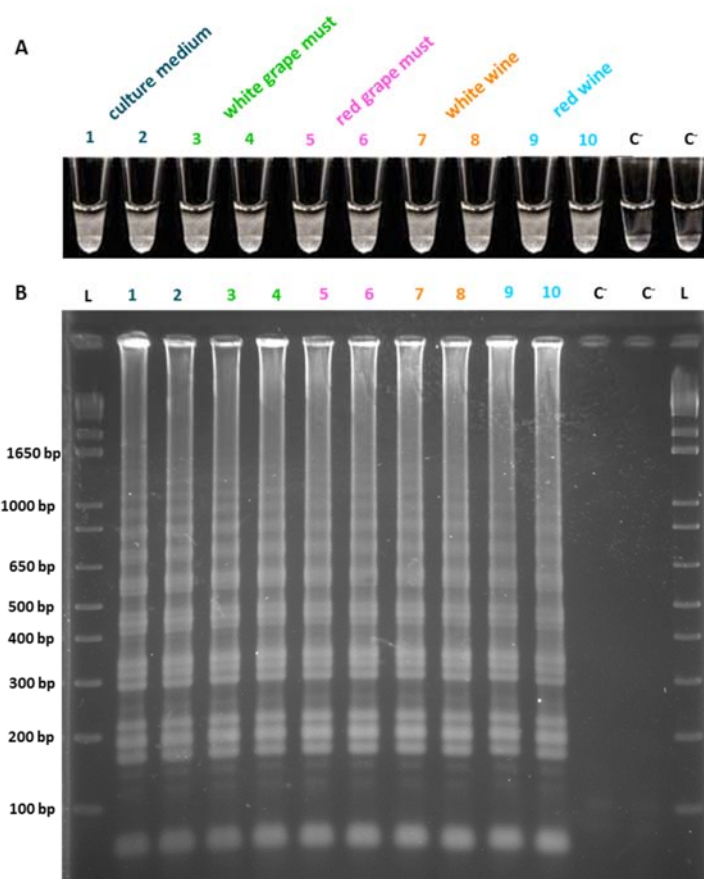 A
culture medium
white grape must
red grape must
white wine
red wine
1 2 3 4 5 6 7 8 9 10 C⁻ C⁻
B
L 1 2 3 4 5 6 7 8 9 10 C⁻ C⁻ L
1650 bp
1000 bp
650 bp
500 bp
400 bp
300 bp
200 bp
100 bp